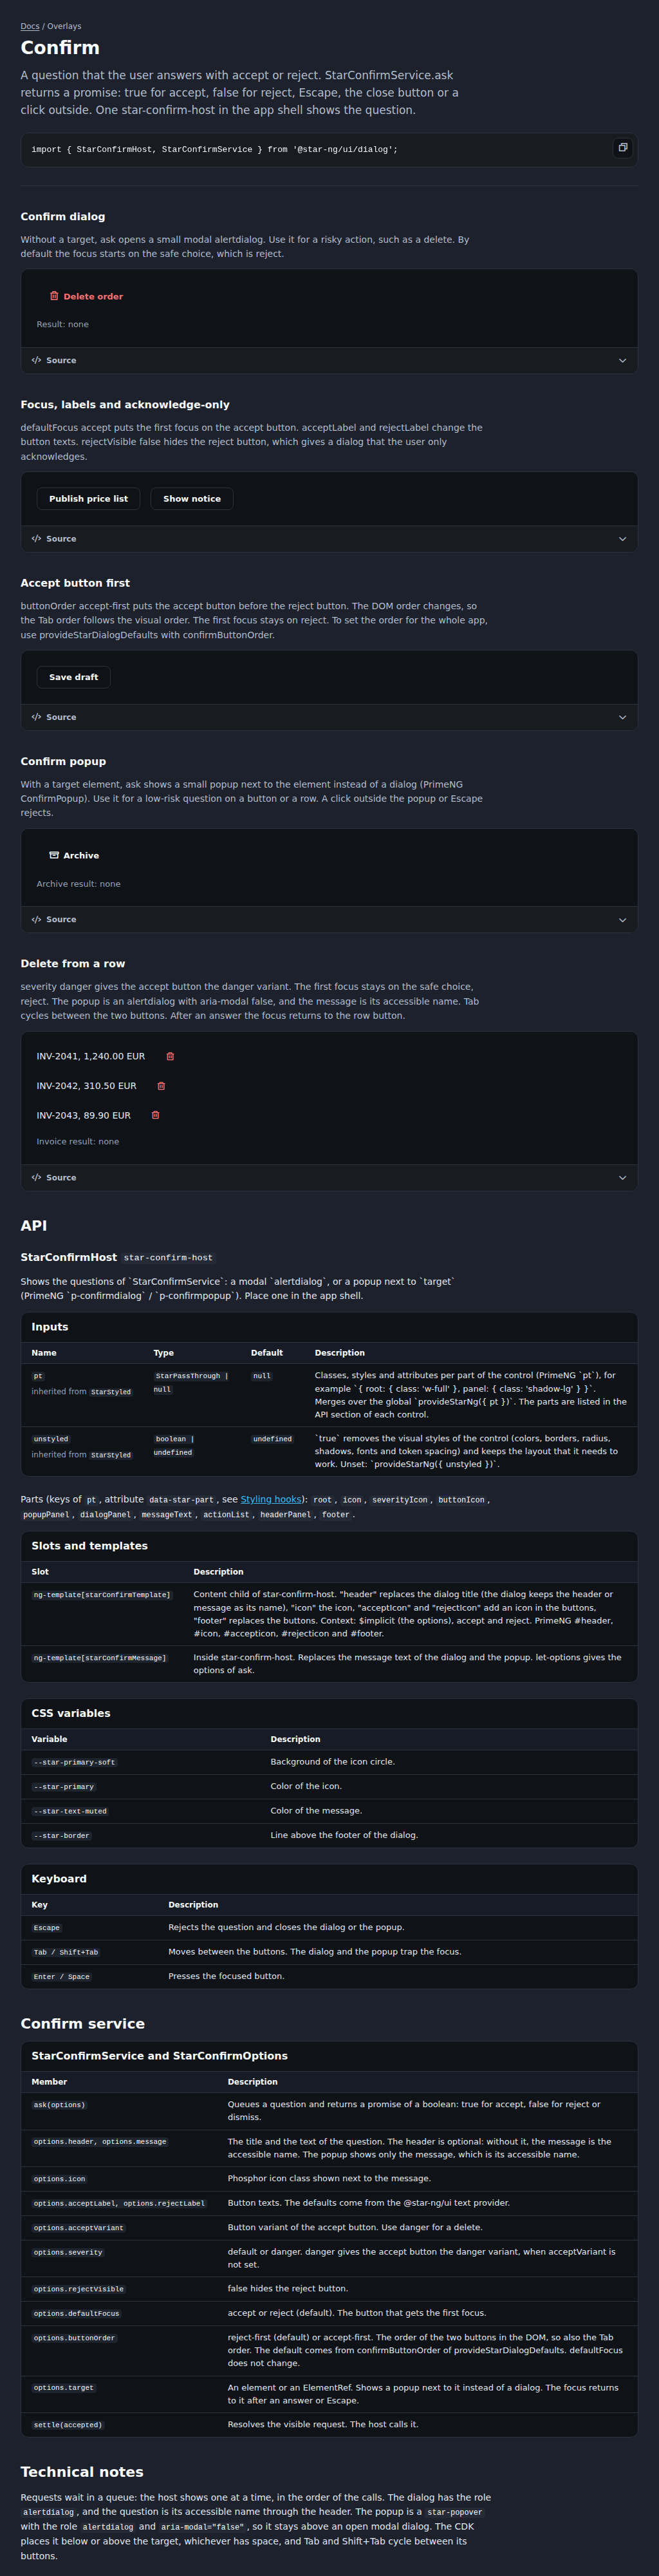 Docs / Overlays
Confirm
A question that the user answers with accept or reject. StarConfirmService.ask
returns a promise: true for accept, false for reject, Escape, the close button or a
click outside. One star-confirm-host in the app shell shows the question.
import { StarConfirmHost, StarConfirmService } from '@star-ng/ui/dialog';
Confirm dialog
Without a target, ask opens a small modal alertdialog. Use it for a risky action, such as a delete. By
default the focus starts on the safe choice, which is reject.
Delete order
Result: none
Source
Focus, labels and acknowledge-only
defaultFocus accept puts the first focus on the accept button. acceptLabel and rejectLabel change the
button texts. rejectVisible false hides the reject button, which gives a dialog that the user only
acknowledges.
Publish price list Show notice
Source
Accept button first
buttonOrder accept-first puts the accept button before the reject button. The DOM order changes, so
the Tab order follows the visual order. The first focus stays on reject. To set the order for the whole app,
use provideStarDialogDefaults with confirmButtonOrder.
Save draft
Source
Confirm popup
With a target element, ask shows a small popup next to the element instead of a dialog (PrimeNG
ConfirmPopup). Use it for a low-risk question on a button or a row. A click outside the popup or Escape
rejects.
Archive
Archive result: none
Source
Delete from a row
severity danger gives the accept button the danger variant. The first focus stays on the safe choice,
reject. The popup is an alertdialog with aria-modal false, and the message is its accessible name. Tab
cycles between the two buttons. After an answer the focus returns to the row button.
INV-2041, 1,240.00 EUR
INV-2042, 310.50 EUR
INV-2043, 89.90 EUR
Invoice result: none
Source
API
StarConfirmHost star-confirm-host
Shows the questions of `StarConfirmService`: a modal `alertdialog`, or a popup next to `target`
(PrimeNG `p-confirmdialog` / `p-confirmpopup`). Place one in the app shell.
Inputs
Name Type Default Description
pt StarPassThrough | null Classes, styles and attributes per part of the control (PrimeNG `pt`), for
inherited from StarStyled null example `{ root: { class: 'w-full' }, panel: { class: 'shadow-lg' } }`.
Merges over the global `provideStarNg({ pt })`. The parts are listed in the
API section of each control.
unstyled boolean | undefined `true` removes the visual styles of the control (colors, borders, radius,
inherited from StarStyled undefined shadows, fonts and token spacing) and keeps the layout that it needs to
work. Unset: `provideStarNg({ unstyled })`.
Parts (keys of pt, attribute data-star-part, see Styling hooks): root, icon, severityIcon, buttonIcon,
popupPanel, dialogPanel, messageText, actionList, headerPanel, footer.
Slots and templates
Slot Description
ng-template[starConfirmTemplate] Content child of star-confirm-host. "header" replaces the dialog title (the dialog keeps the header or
message as its name), "icon" the icon, "acceptIcon" and "rejectIcon" add an icon in the buttons,
"footer" replaces the buttons. Context: $implicit (the options), accept and reject. PrimeNG #header,
#icon, #accepticon, #rejecticon and #footer.
ng-template[starConfirmMessage] Inside star-confirm-host. Replaces the message text of the dialog and the popup. let-options gives the
options of ask.
CSS variables
Variable Description
--star-primary-soft Background of the icon circle.
--star-primary Color of the icon.
--star-text-muted Color of the message.
--star-border Line above the footer of the dialog.
Keyboard
Key Description
Escape Rejects the question and closes the dialog or the popup.
Tab / Shift+Tab Moves between the buttons. The dialog and the popup trap the focus.
Enter / Space Presses the focused button.
Confirm service
StarConfirmService and StarConfirmOptions
Member Description
ask(options) Queues a question and returns a promise of a boolean: true for accept, false for reject or
dismiss.
options.header, options.message The title and the text of the question. The header is optional: without it, the message is the
accessible name. The popup shows only the message, which is its accessible name.
options.icon Phosphor icon class shown next to the message.
options.acceptLabel, options.rejectLabel Button texts. The defaults come from the @star-ng/ui text provider.
options.acceptVariant Button variant of the accept button. Use danger for a delete.
options.severity default or danger. danger gives the accept button the danger variant, when acceptVariant is
not set.
options.rejectVisible false hides the reject button.
options.defaultFocus accept or reject (default). The button that gets the first focus.
options.buttonOrder reject-first (default) or accept-first. The order of the two buttons in the DOM, so also the Tab
order. The default comes from confirmButtonOrder of provideStarDialogDefaults. defaultFocus
does not change.
options.target An element or an ElementRef. Shows a popup next to it instead of a dialog. The focus returns
to it after an answer or Escape.
settle(accepted) Resolves the visible request. The host calls it.
Technical notes
Requests wait in a queue: the host shows one at a time, in the order of the calls. The dialog has the role
alertdialog, and the question is its accessible name through the header. The popup is a star-popover
with the role alertdialog and aria-modal="false", so it stays above an open modal dialog. The CDK
places it below or above the target, whichever has space, and Tab and Shift+Tab cycle between its
buttons.